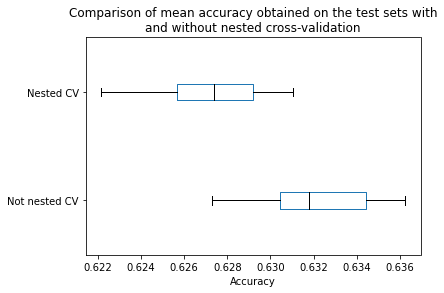 Comparison of mean accuracy obtained on the test sets with
and without nested cross-validation
Nested CV
Not nested CV
0.622 0.624 0.626 0.628 0.630 0.632 0.634 0.636
Accuracy